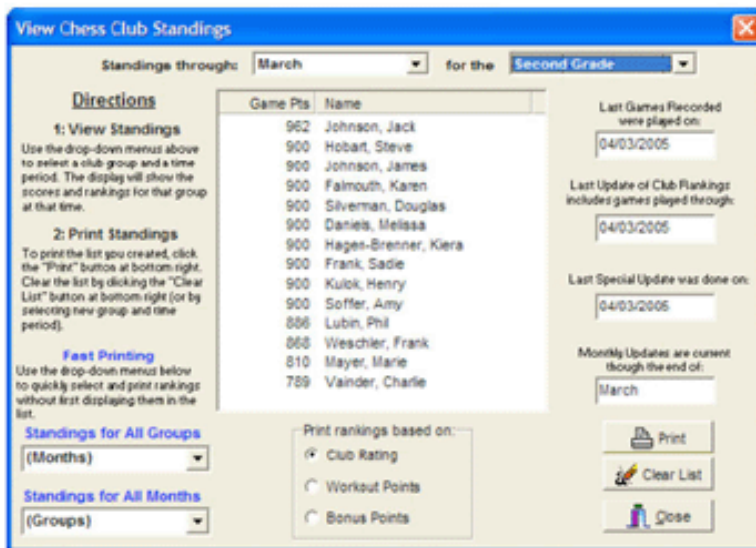 View Chess Club Standings
Standings through: March for the Second Grade
Directions
1: View Standings
Use the drop-down menus above
to select a club group and a time
period. The display will show the
scores and rankings for that group
at that time.
2: Print Standings
To print the list you created, click
the "Print" button at bottom right.
Clear the list by clicking the "Clear
List" button at bottom right (or by
selecting new group and time
period).
Fast Printing
Use the drop-down menus below
to quickly select and print rankings
without first displaying them in the
list.
Standings for All Groups
(Months)
Standings for All Months
(Groups)
Game Pts Name
962 Johnson, Jack
900 Hobart, Steve
900 Johnson, James
900 Falmouth, Karen
900 Silverman, Douglas
900 Daniels, Melissa
900 Hagen-Brenner, Kiera
900 Frank, Sadie
900 Kulok, Henry
900 Soffer, Amy
886 Lubin, Phil
868 Weschler, Frank
810 Mayer, Marie
789 Vainder, Charlie
Print rankings based on:
Club Rating
Workout Points
Bonus Points
Last Games Recorded
were played on:
04/03/2005
Last Update of Club Rankings
includes games played through:
04/03/2005
Last Special Update was done on:
04/03/2005
Monthly Updates are current
though the end of:
March
Print
Clear List
Close